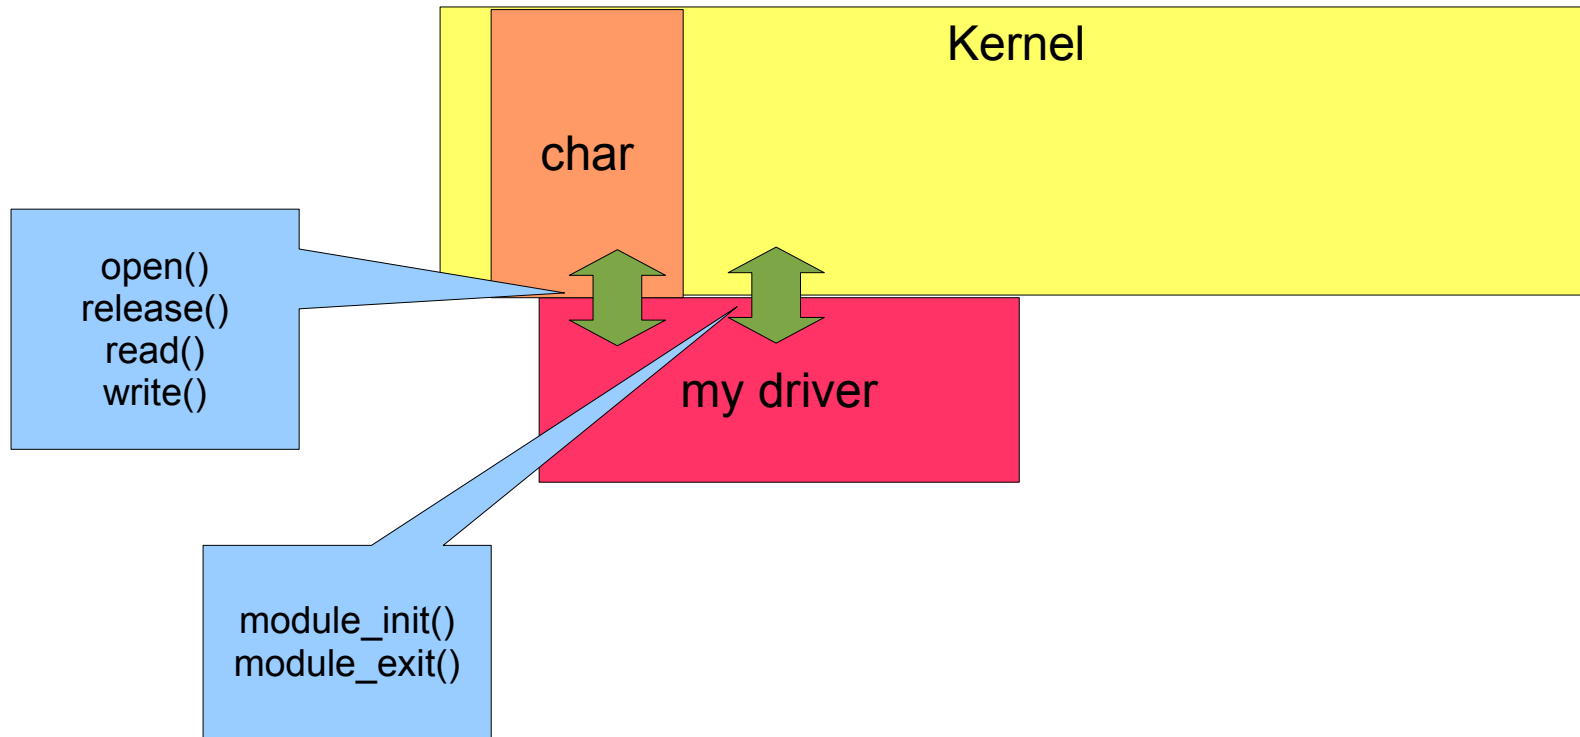 Kernel
char
open()
release()
read()
write()
my driver
module_init()
module_exit()